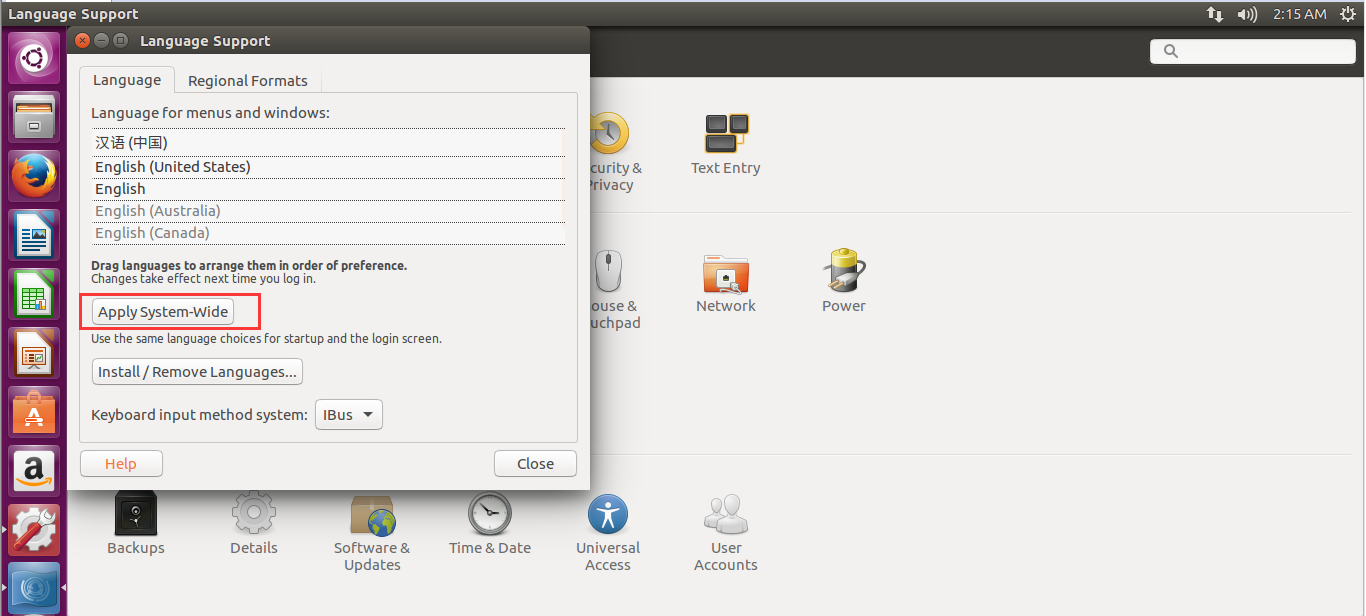 Language Support
2:15 AM
Language Support
Language
Regional Formats
Language for menus and windows:
汉语 (中国)
English (United States)
English
English (Australia)
English (Canada)
Drag languages to arrange them in order of preference.
Changes take effect next time you log in.
Apply System-Wide
Use the same language choices for startup and the login screen.
Install / Remove Languages...
Keyboard input method system:
IBus
Help
Close
curity &
Privacy
Text Entry
ouse &
uchpad
Network
Power
Backups
Details
Software &
Updates
Time & Date
Universal
Access
User
Accounts